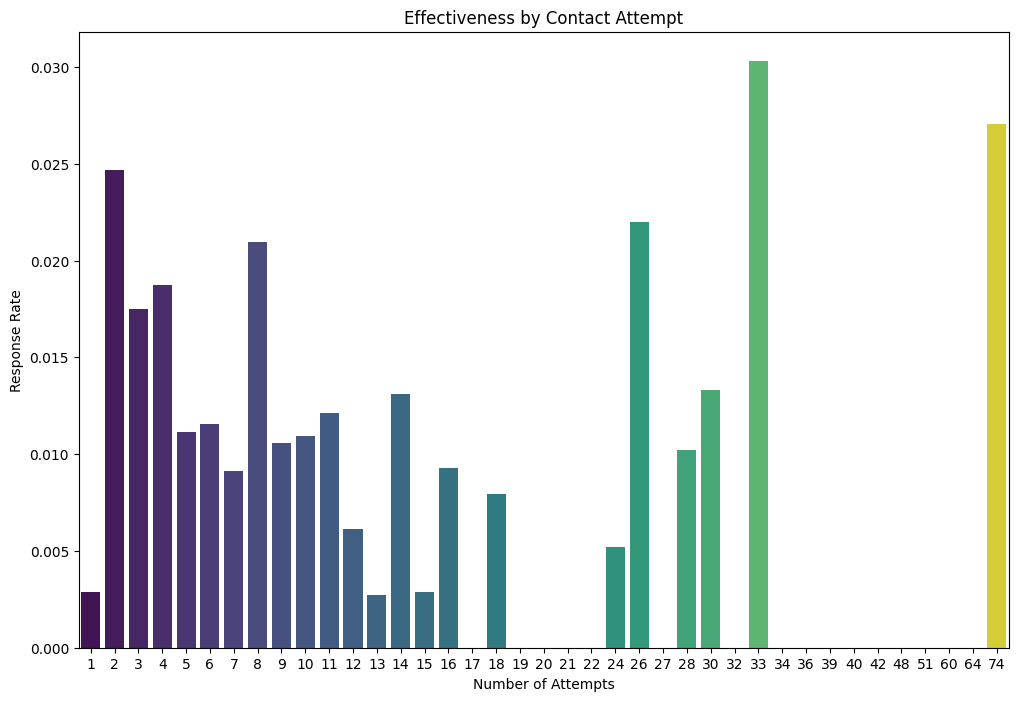 Effectiveness by Contact Attempt
0.030
0.025
0.020
0.015
0.010
0.005
0.000
Response Rate
1 2 3 4 5 6 7 8 9 10 11 12 13 14 15 16 17 18 19 20 21 22 24 26 27 28 30 32 33 34 36 39 40 42 48 51 60 64 74
Number of Attempts